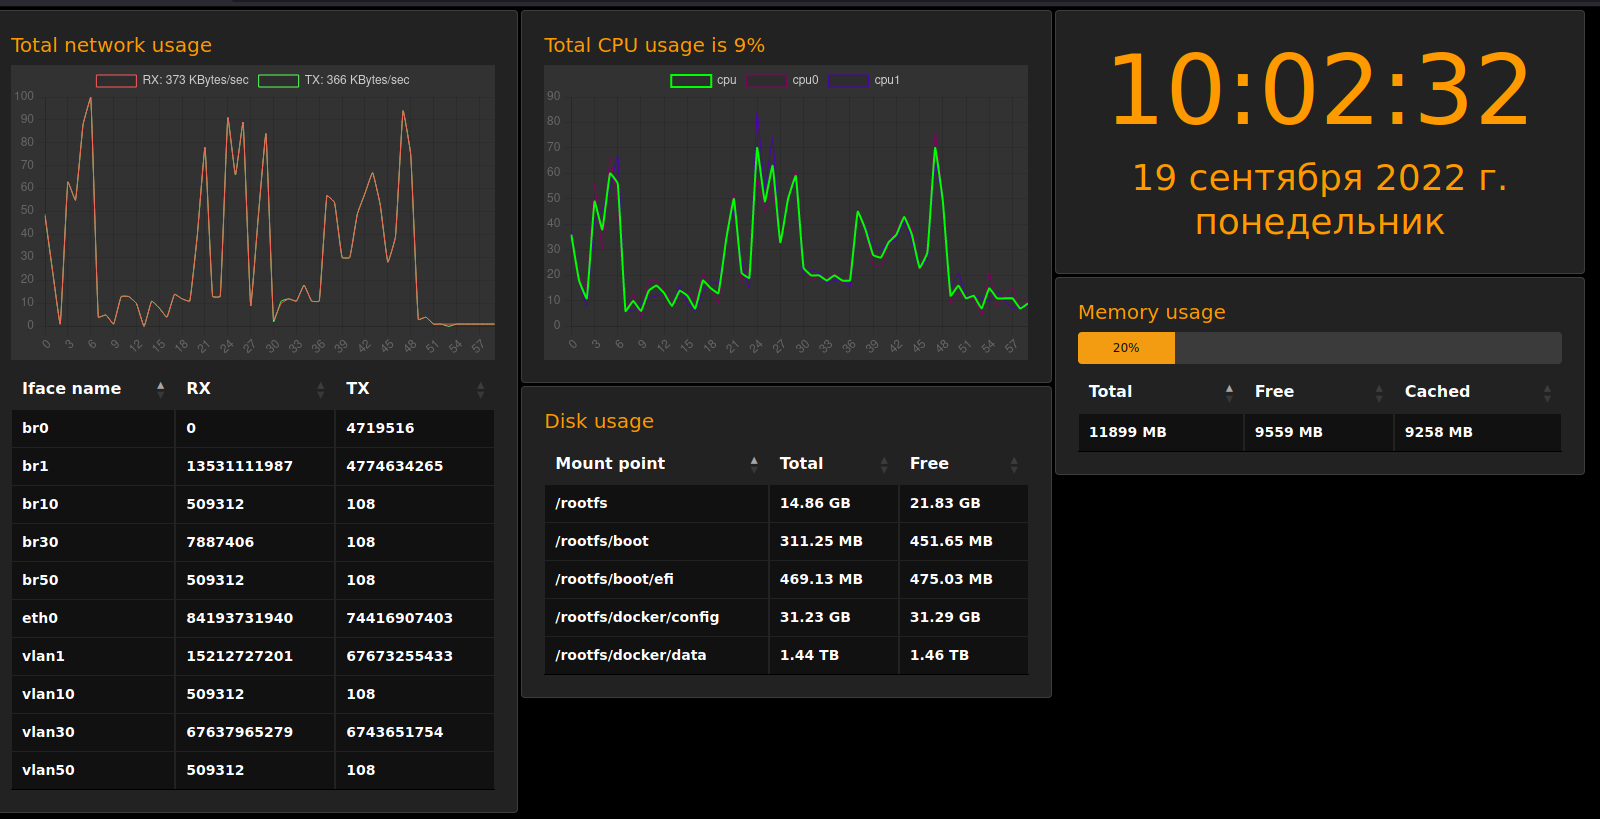 Total network usage
RX: 373 KBytes/sec TX: 366 KBytes/sec
100
90
80
70
60
50
40
30
20
10
0
0 3 6 9 12 15 18 21 24 27 30 33 36 39 42 45 48 51 54 57
Iface name RX TX
br0 0 4719516
br1 13531111987 4774634265
br10 509312 108
br30 7887406 108
br50 509312 108
eth0 84193731940 74416907403
vlan1 15212727201 67673255433
vlan10 509312 108
vlan30 67637965279 6743651754
vlan50 509312 108
Total CPU usage is 9%
cpu cpu0 cpu1
90
80
70
60
50
40
30
20
10
0
0 3 6 9 12 15 18 21 24 27 30 33 36 39 42 45 48 51 54 57
Disk usage
Mount point Total Free
/rootfs 14.86 GB 21.83 GB
/rootfs/boot 311.25 MB 451.65 MB
/rootfs/boot/efi 469.13 MB 475.03 MB
/rootfs/docker/config 31.23 GB 31.29 GB
/rootfs/docker/data 1.44 TB 1.46 TB
10:02:32
19 сентября 2022 г.
понедельник
Memory usage
20%
Total Free Cached
11899 MB 9559 MB 9258 MB